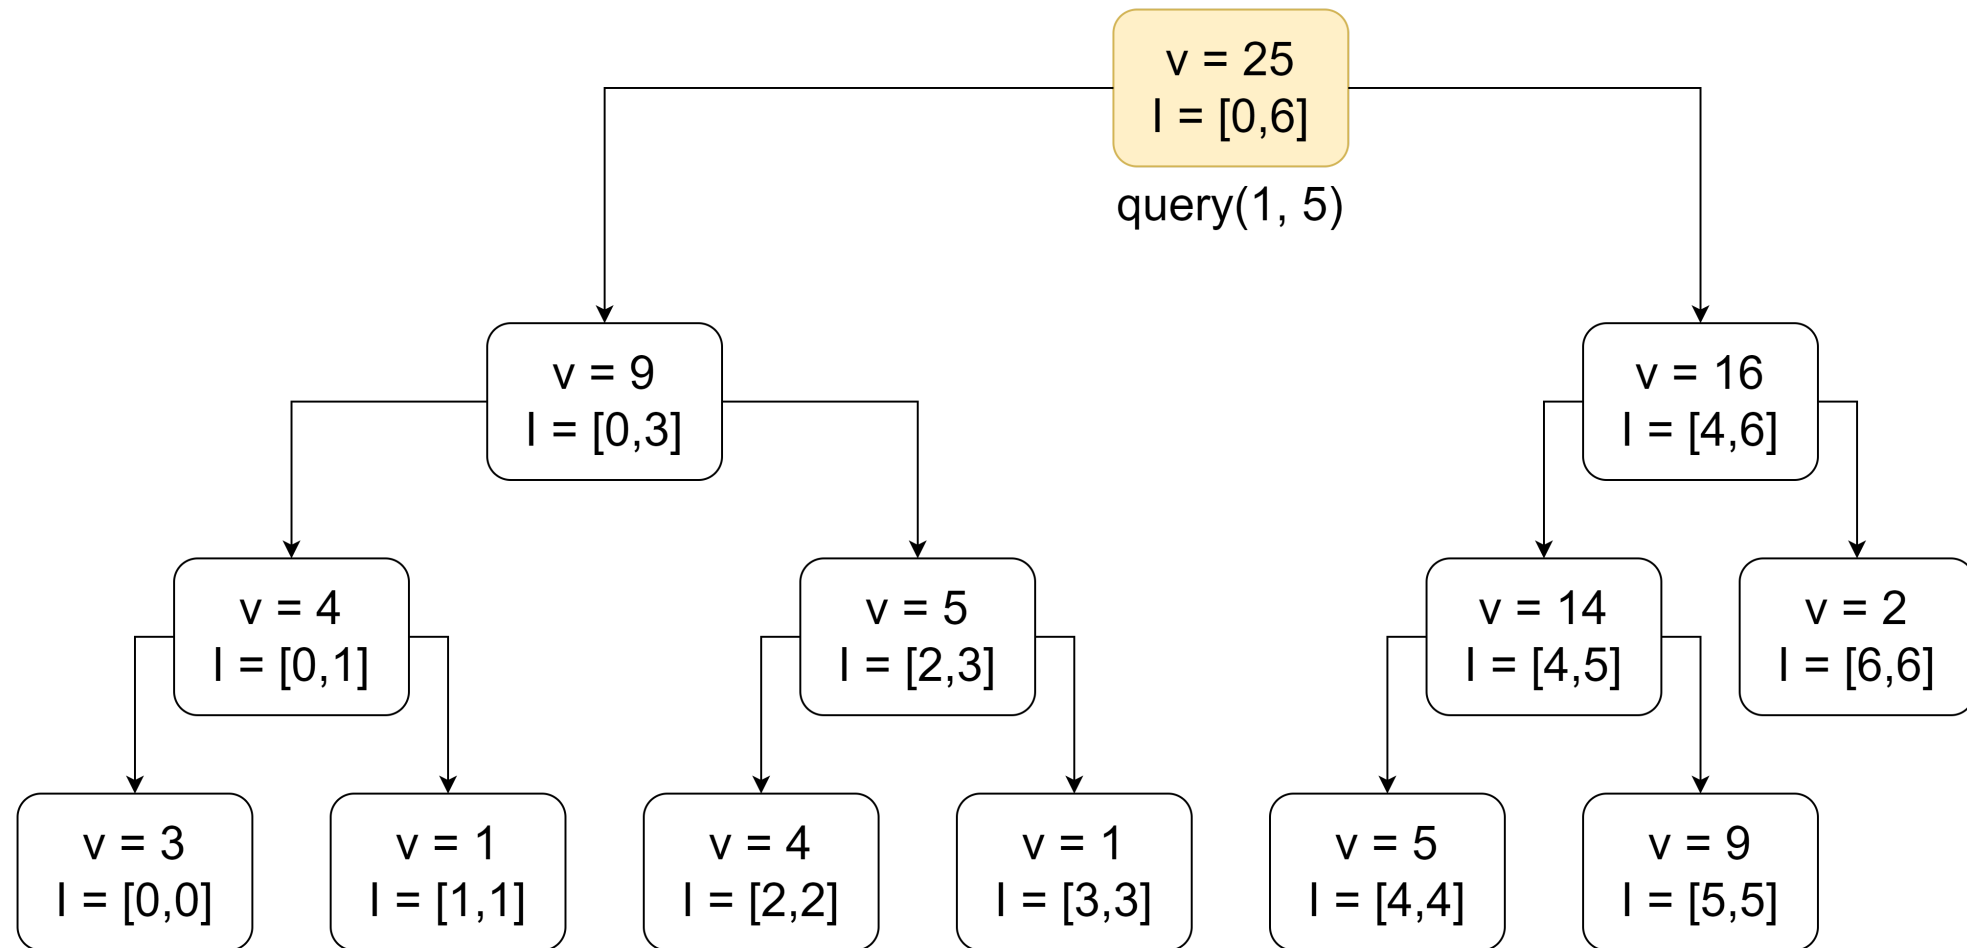 v = 25
I = [0,6]
query(1, 5)
v = 9
I = [0,3]
v = 16
I = [4,6]
v = 4
I = [0,1]
v = 5
I = [2,3]
v = 14
I = [4,5]
v = 2
I = [6,6]
v = 3
I = [0,0]
v = 1
I = [1,1]
v = 4
I = [2,2]
v = 1
I = [3,3]
v = 5
I = [4,4]
v = 9
I = [5,5]